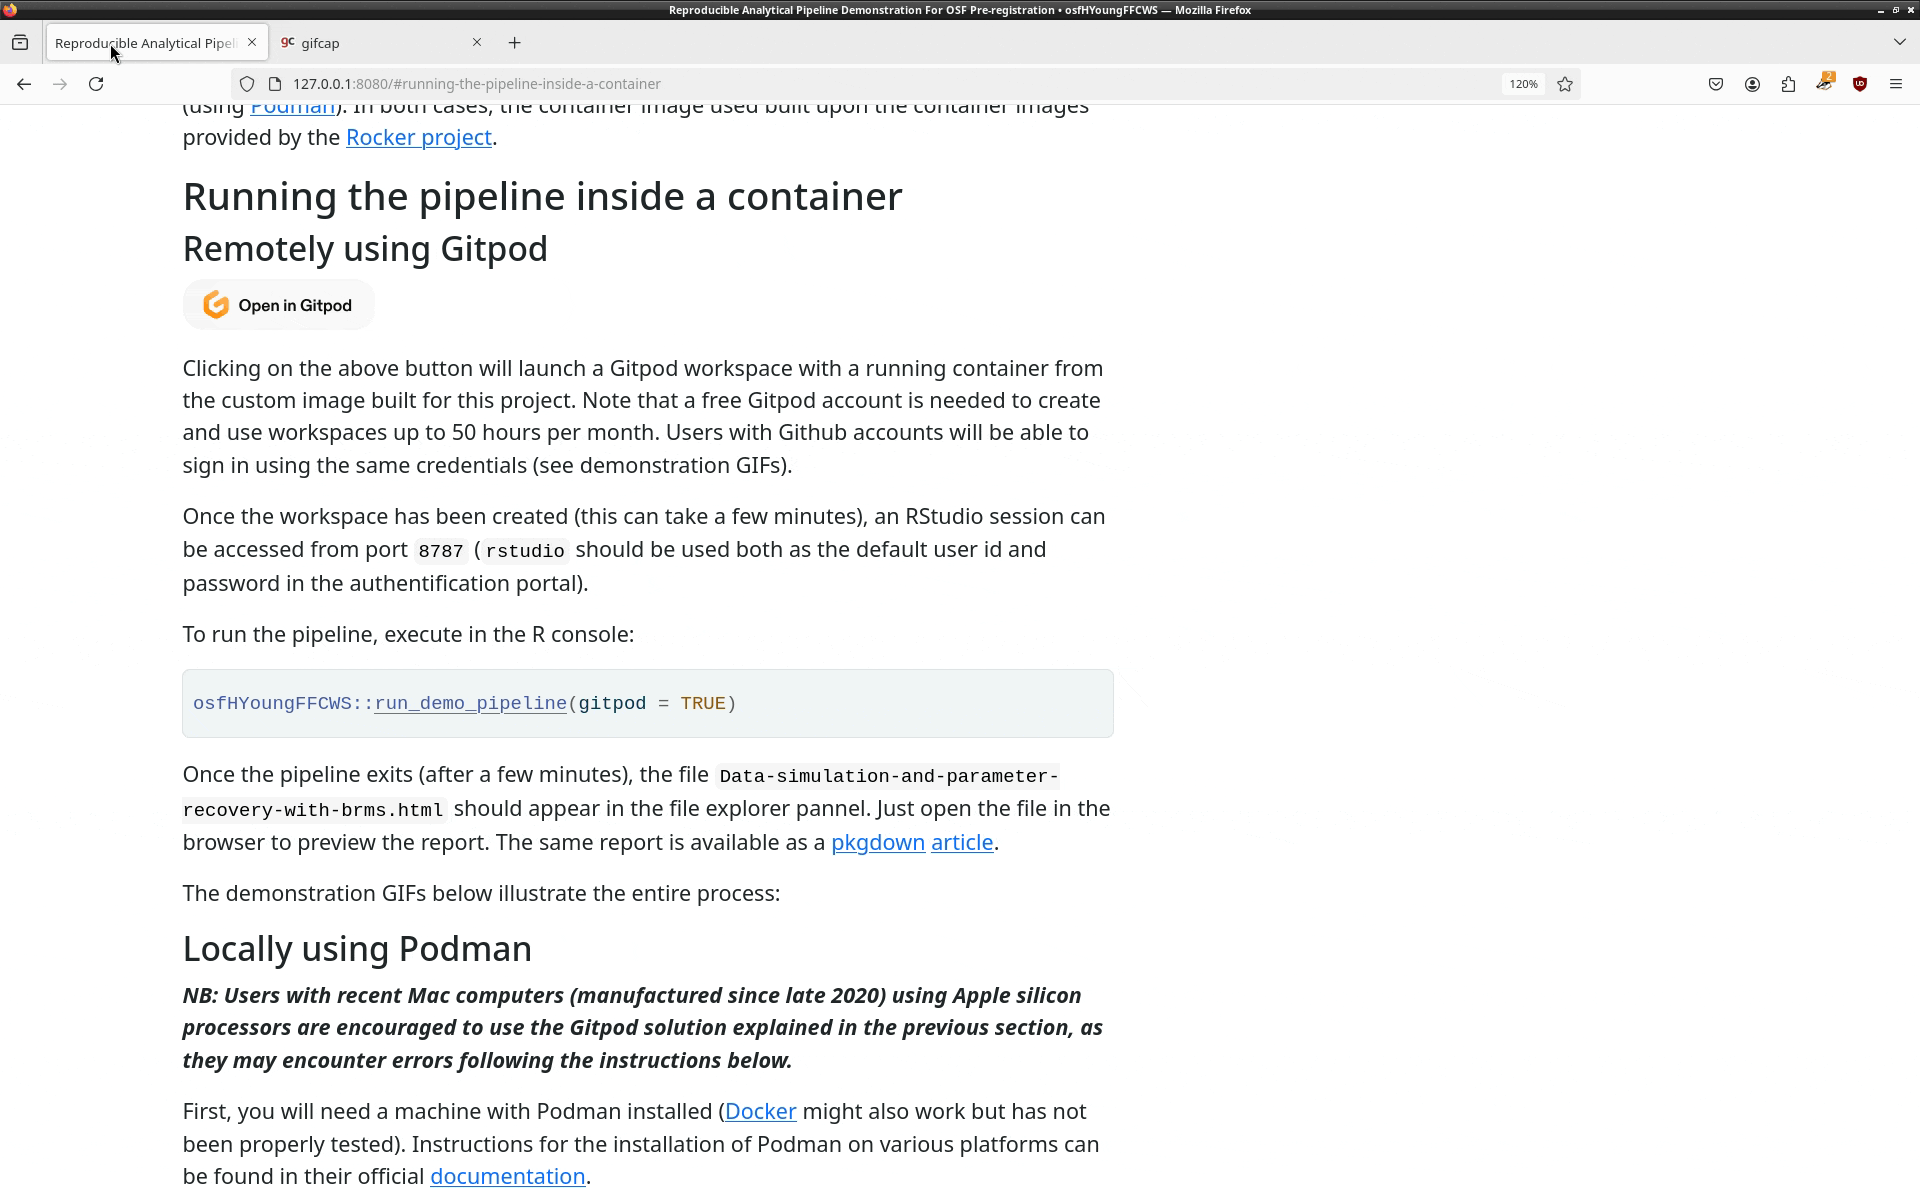 Reproducible Analytical Pipeline Demonstration For OSF Pre-registration • osfHYoungFFCWS — Mozilla Firefox
Reproducible Analytical Pipel
gc gifcap
127.0.0.1:8080/#running-the-pipeline-inside-a-container
120%
2
(using Podman). In both cases, the container image used built upon the container images
provided by the Rocker project.
Running the pipeline inside a container
Remotely using Gitpod
Open in Gitpod
Clicking on the above button will launch a Gitpod workspace with a running container from
the custom image built for this project. Note that a free Gitpod account is needed to create
and use workspaces up to 50 hours per month. Users with Github accounts will be able to
sign in using the same credentials (see demonstration GIFs).
Once the workspace has been created (this can take a few minutes), an RStudio session can
be accessed from port 8787 (rstudio should be used both as the default user id and
password in the authentification portal).
To run the pipeline, execute in the R console:
osfHYoungFFCWS::run_demo_pipeline(gitpod = TRUE)
Once the pipeline exits (after a few minutes), the file Data-simulation-and-parameter-
recovery-with-brms.html should appear in the file explorer pannel. Just open the file in the
browser to preview the report. The same report is available as a pkgdown article.
The demonstration GIFs below illustrate the entire process:
Locally using Podman
NB: Users with recent Mac computers (manufactured since late 2020) using Apple silicon
processors are encouraged to use the Gitpod solution explained in the previous section, as
they may encounter errors following the instructions below.
First, you will need a machine with Podman installed (Docker might also work but has not
been properly tested). Instructions for the installation of Podman on various platforms can
be found in their official documentation.